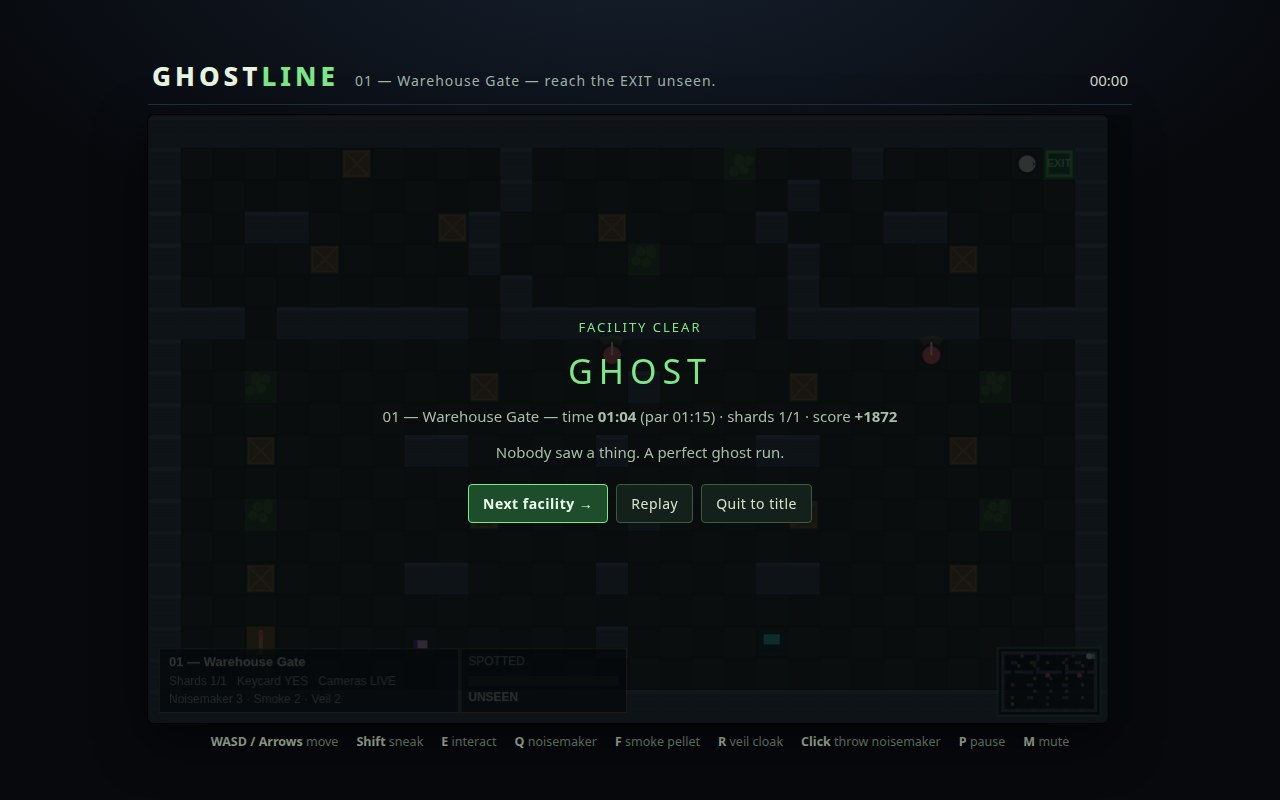 GHOSTLINE 01 — Warehouse Gate — reach the EXIT unseen. 00:00
EXIT
FACILITY CLEAR
GHOST
01 — Warehouse Gate — time 01:04 (par 01:15) · shards 1/1 · score +1872
Nobody saw a thing. A perfect ghost run.
Next facility → Replay Quit to title
01 — Warehouse Gate SPOTTED
Shards 1/1 Keycard YES Cameras LIVE
Noisemaker 3 · Smoke 2 · Veil 2 UNSEEN
WASD / Arrows move Shift sneak E interact Q noisemaker F smoke pellet R veil cloak Click throw noisemaker P pause M mute